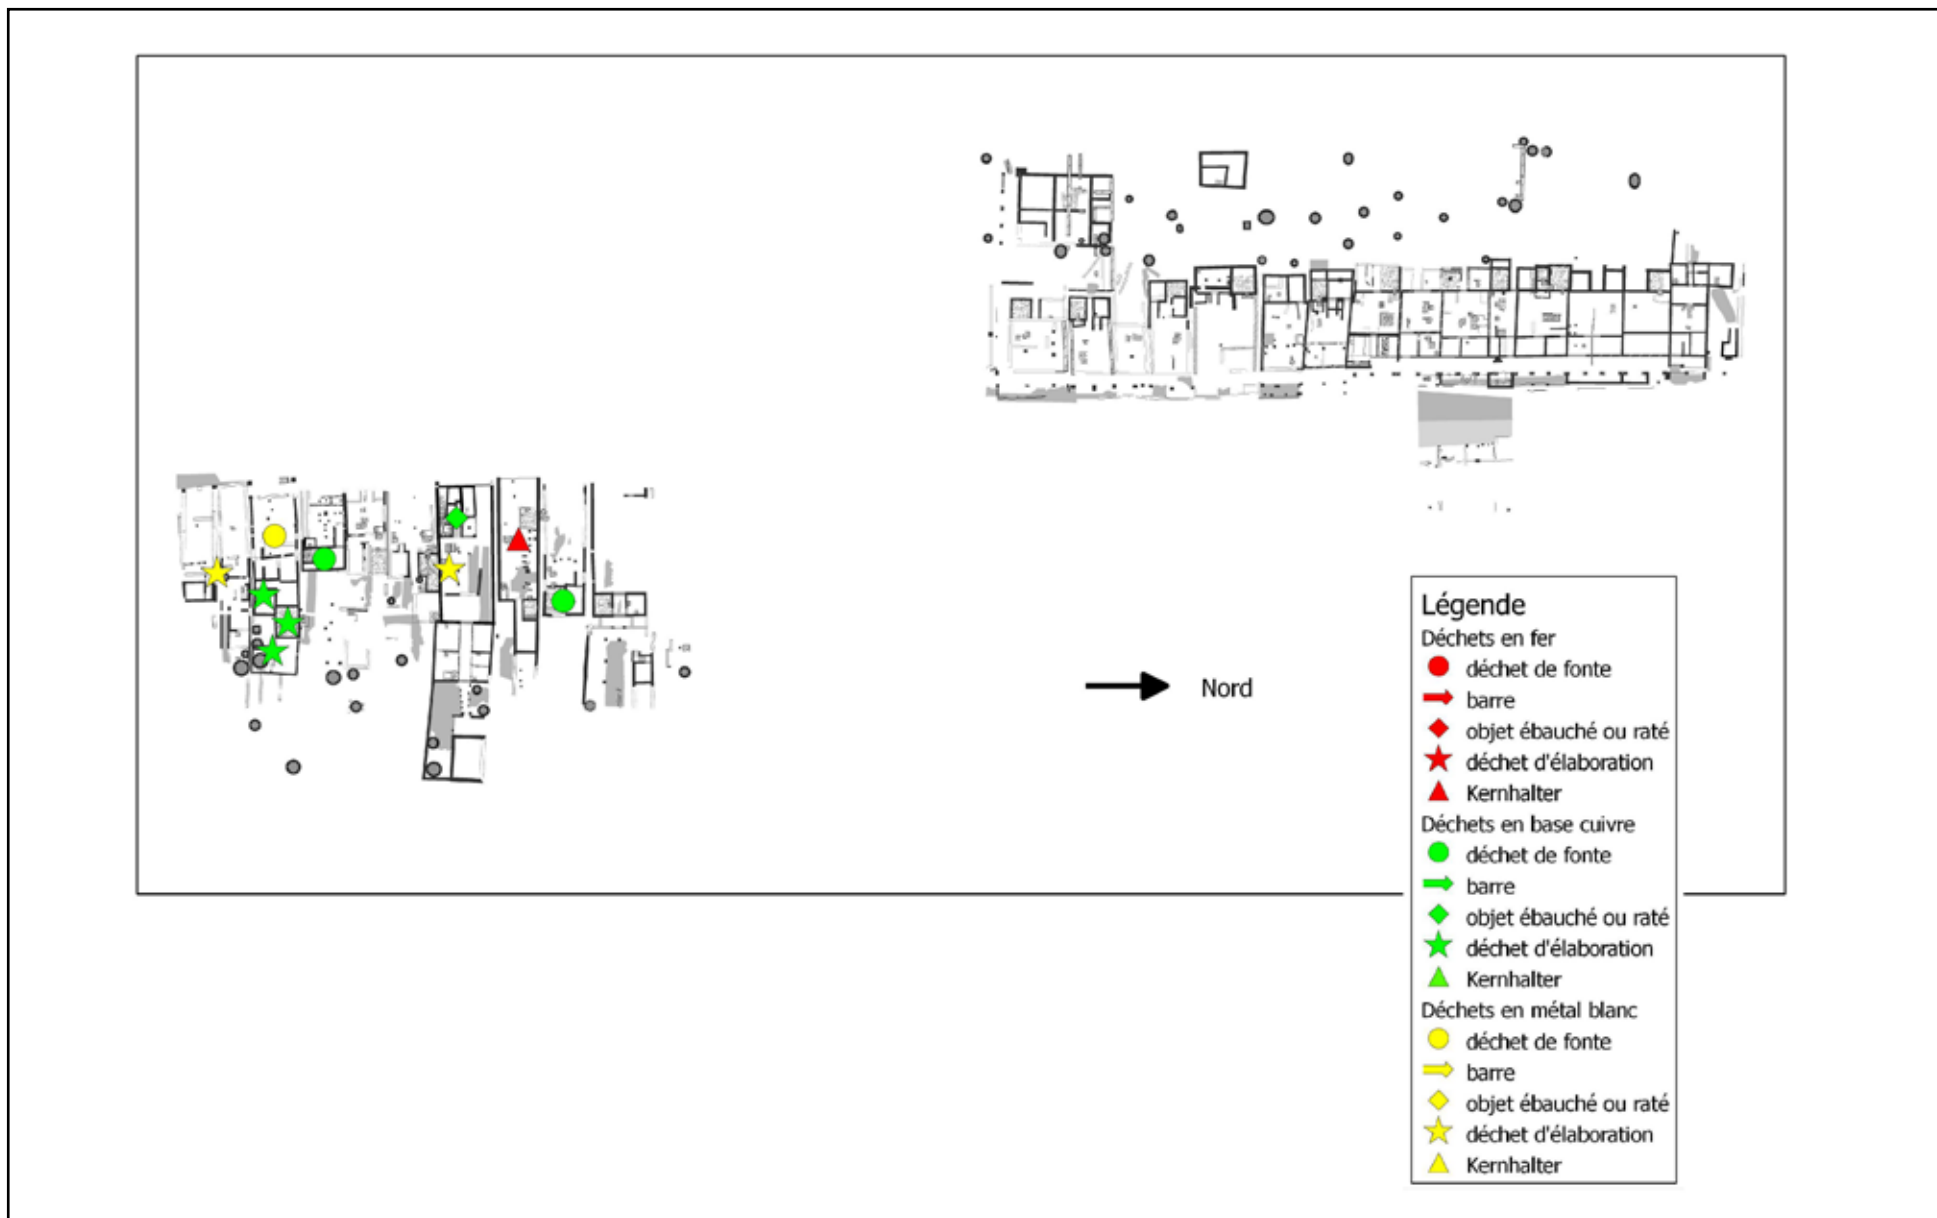 Nord
Légende
Déchets en fer
déchet de fonte
barre
objet ébauché ou raté
déchet d'élaboration
Kernhalter
Déchets en base cuivre
déchet de fonte
barre
objet ébauché ou raté
déchet d'élaboration
Kernhalter
Déchets en métal blanc
déchet de fonte
barre
objet ébauché ou raté
déchet d'élaboration
Kernhalter